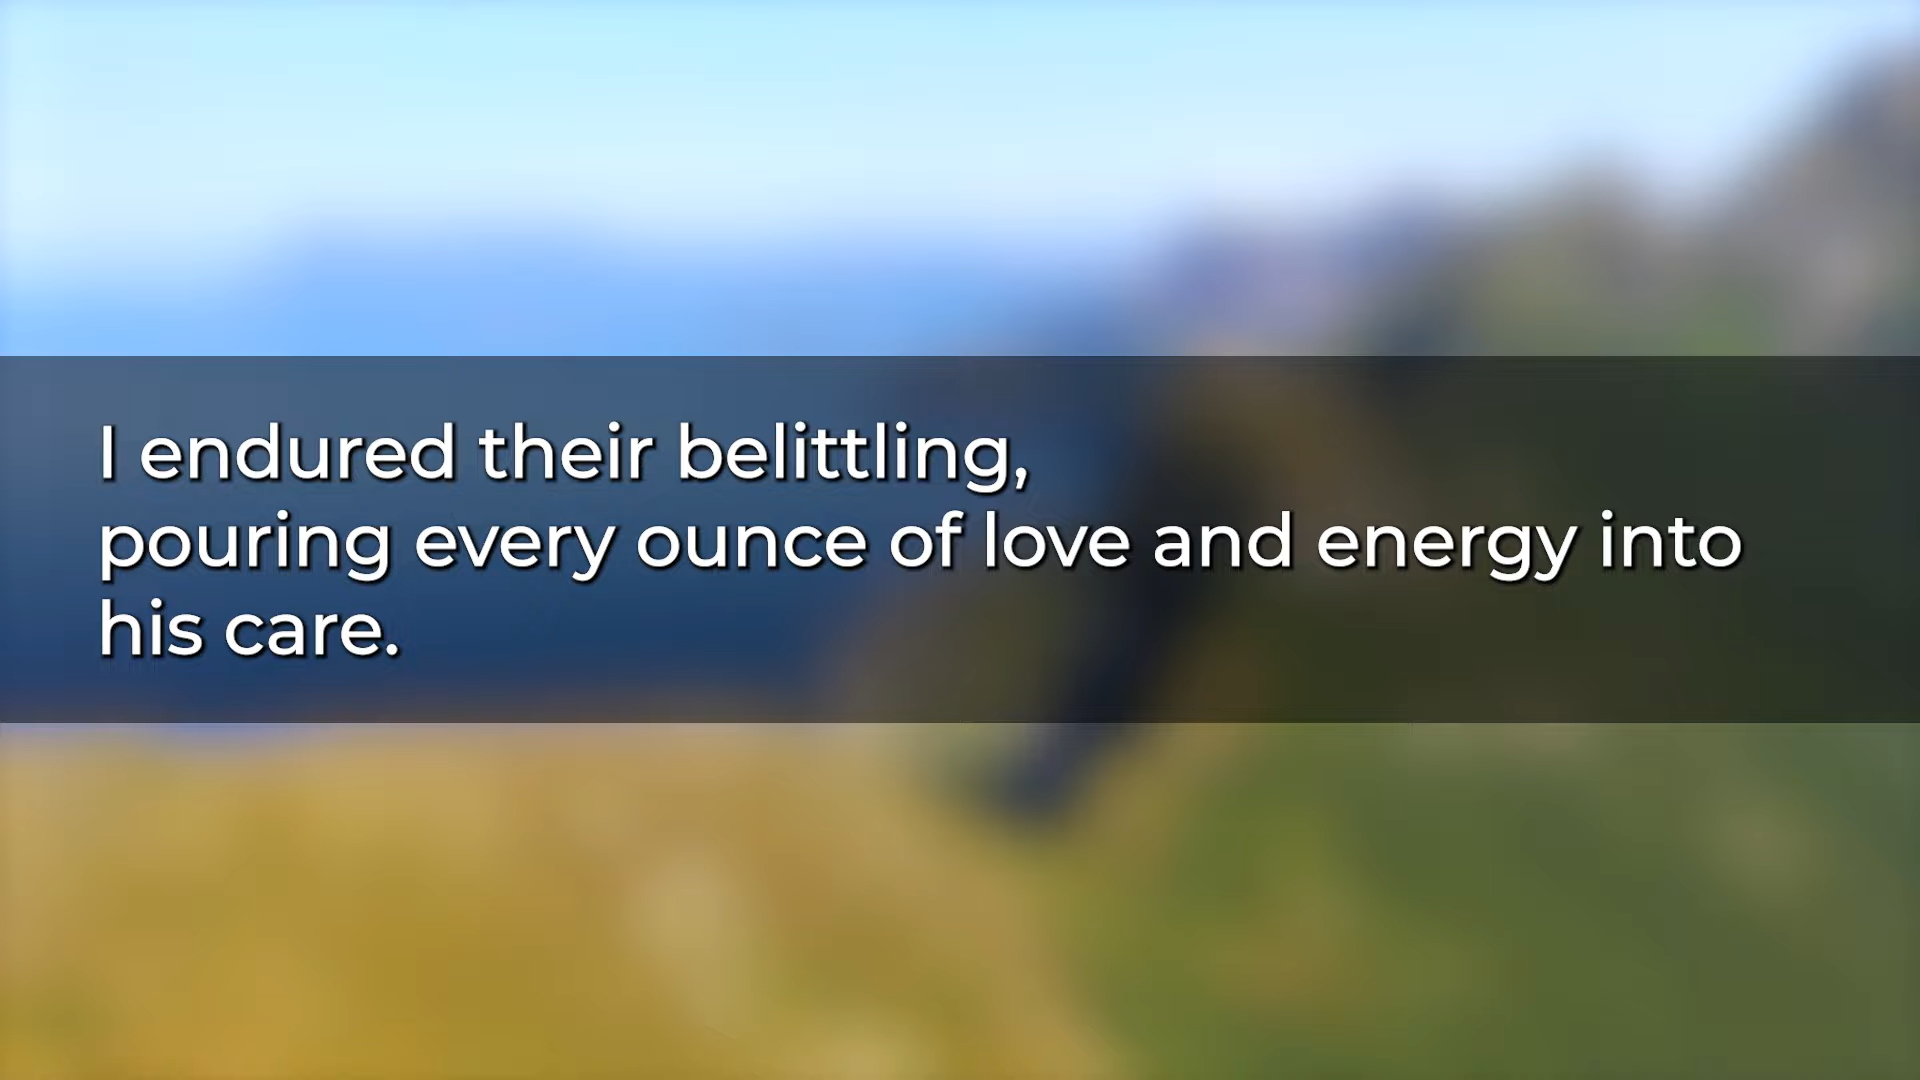 I endured their belittling,
pouring every ounce of love and energy into
his care.